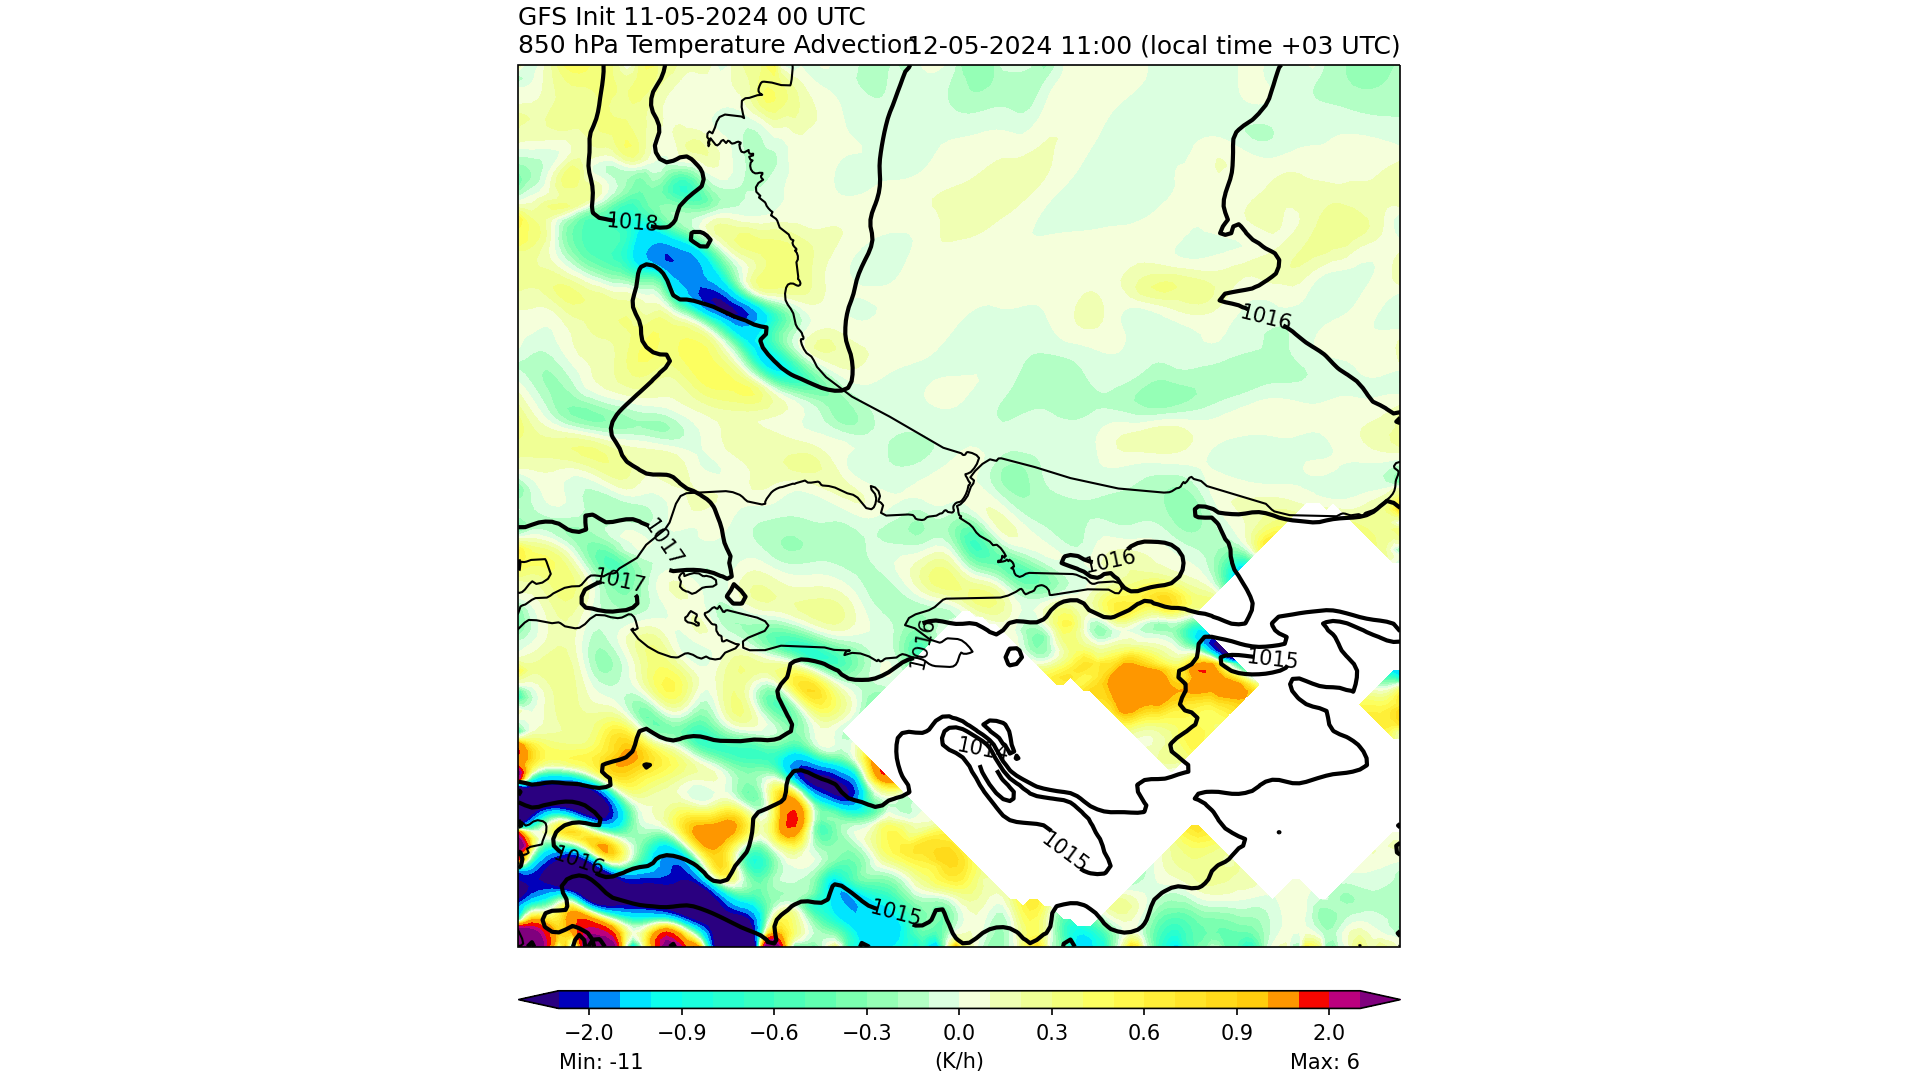 GFS Init 11-05-2024 00 UTC
850 hPa Temperature Advection
12-05-2024 11:00 (local time +03 UTC)
1018
1016
1017
1016
1017
1016
1015
1014
1015
1016
1015
−2.0 −0.9 −0.6 −0.3 0.0 0.3 0.6 0.9 2.0
Min: -11 (K/h) Max: 6